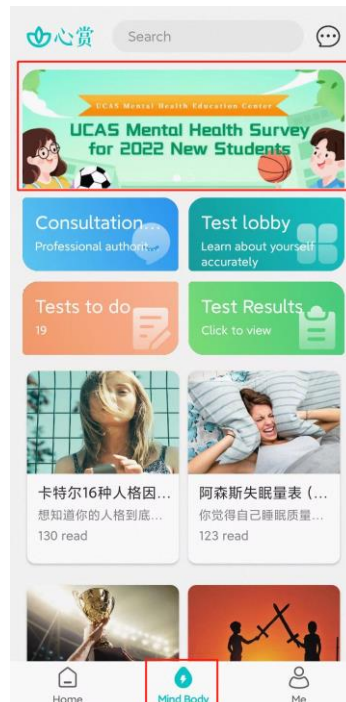 心赏
Search
UCAS Mental Health Education Center
UCAS Mental Health Survey
for 2022 New Students
Consultation...
Professional authorit...
Test lobby
Learn about yourself
accurately
Tests to do
19
Test Results
Click to view
卡特尔16种人格因...
想知道你的人格到底...
130 read
阿森斯失眠量表（...
你觉得自己睡眠质量...
123 read
Home
Mind Body
Me